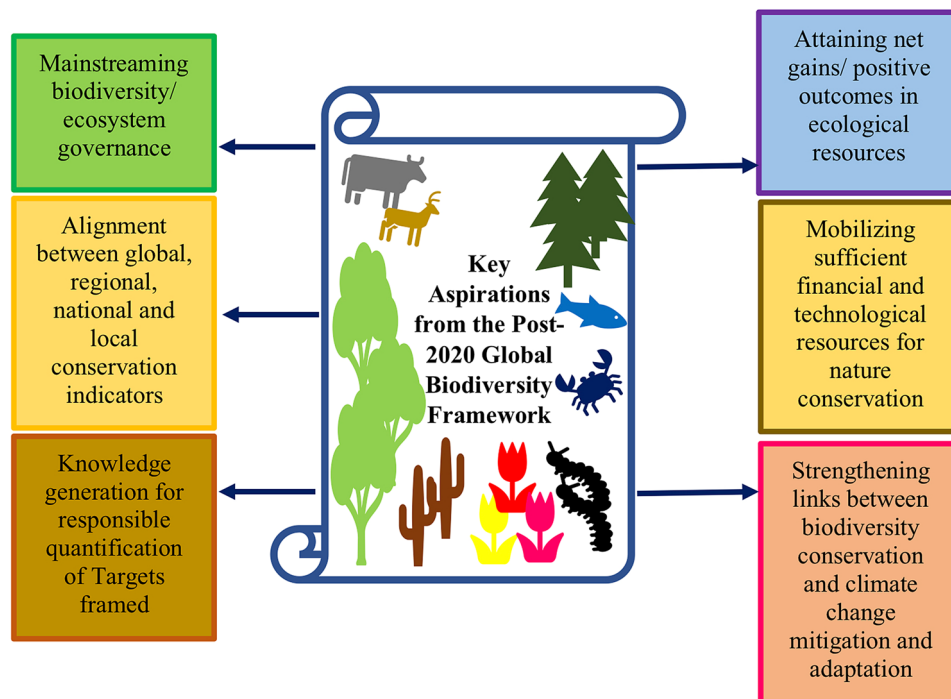 Mainstreaming
biodiversity/
ecosystem
governance
Alignment
between global,
regional,
national and
local
conservation
indicators
Knowledge
generation for
responsible
quantification
of Targets
framed
Key
Aspirations
from the Post-
2020 Global
Biodiversity
Framework
Attaining net
gains/ positive
outcomes in
ecological
resources
Mobilizing
sufficient
financial and
technological
resources for
nature
conservation
Strengthening
links between
biodiversity
conservation
and climate
change
mitigation and
adaptation